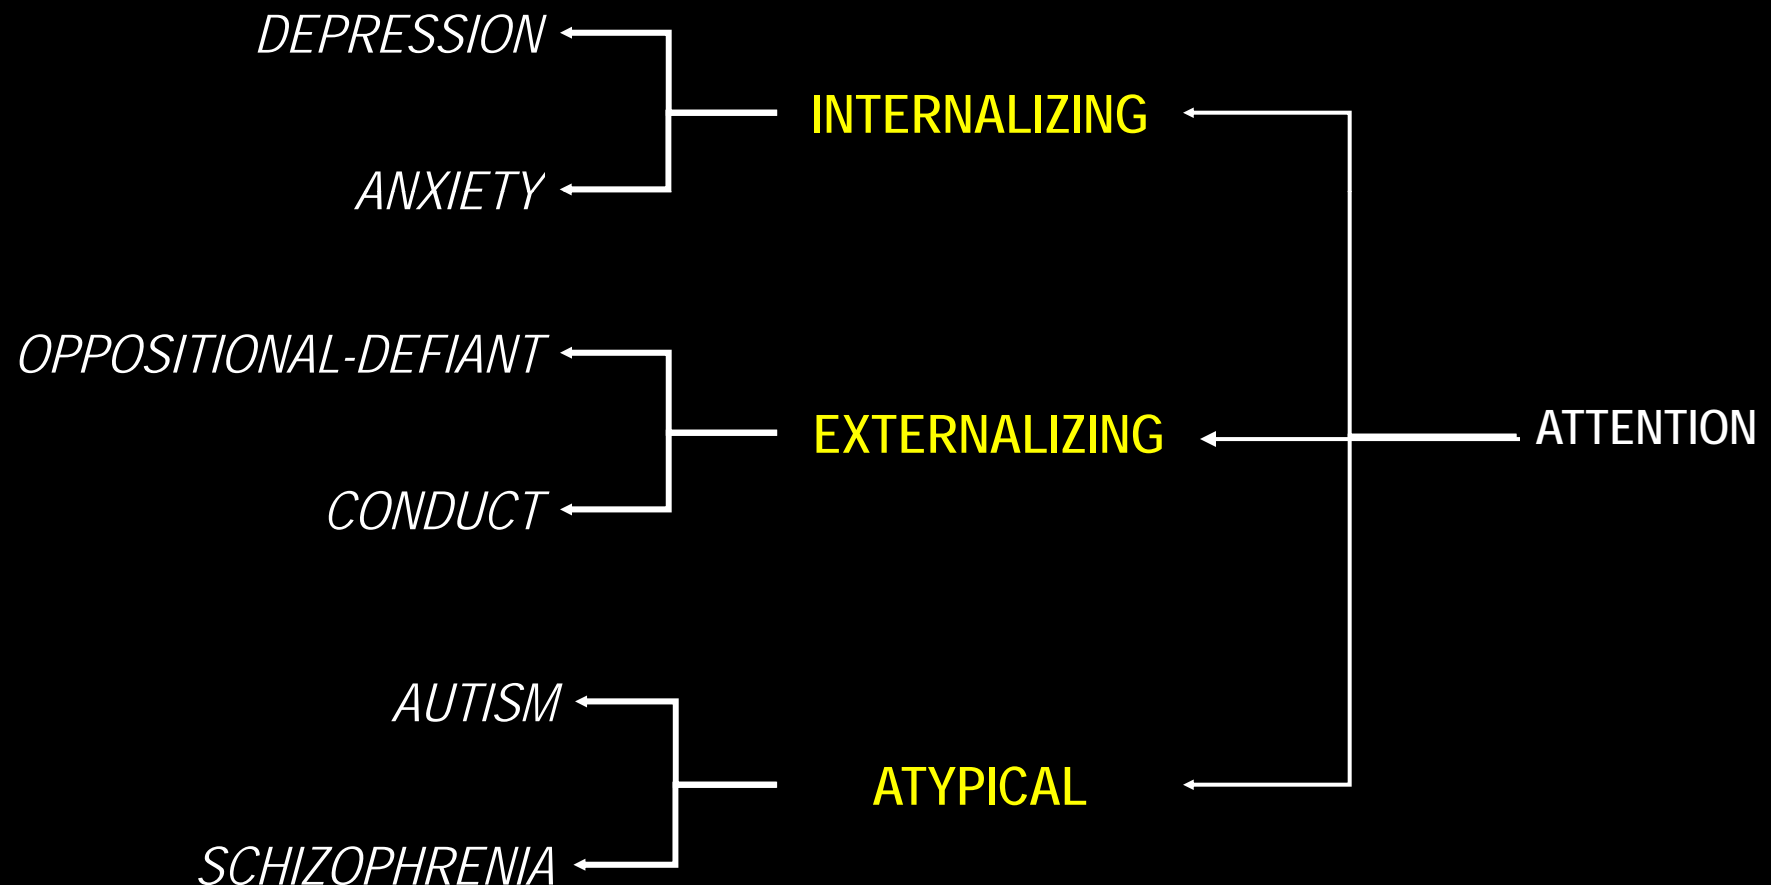 DEPRESSION
INTERNALIZING
ANXIETY
OPPOSITIONAL-DEFIANT
EXTERNALIZING
ATTENTION
CONDUCT
AUTISM
ATYPICAL
SCHIZOPHRENIA